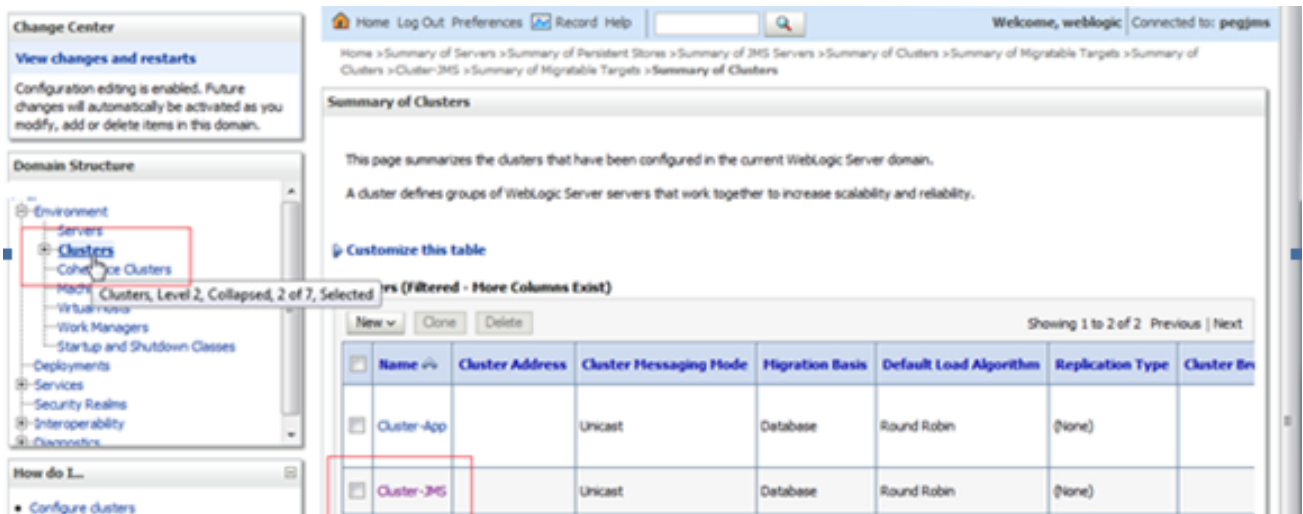 Change Center
View changes and restarts
Configuration editing is enabled. Future
changes will automatically be activated as you
modify, add or delete items in this domain.
Domain Structure
Environment
Servers
Clusters
Clusters, Level 2, Collapsed, 2 of 7, Selected
Work Managers
Startup and Shutdown Classes
Deployments
Services
Security Realms
Interoperability
Diagnostics
How do I...
Configure clusters
Home Log Out Preferences Record Help
Welcome, weblogic Connected to: pegjms
Home >Summary of Servers >Summary of Persistent Stores >Summary of JMS Servers >Summary of Clusters >Summary of Migratable Targets >Summary of
Clusters >Cluster-JMS >Summary of Migratable Targets >Summary of Clusters
Summary of Clusters
This page summarizes the clusters that have been configured in the current WebLogic Server domain.
A cluster defines groups of WebLogic Server servers that work together to increase scalability and reliability.
Customize this table
(Filtered - More Columns Exist)
New Clone Delete
Showing 1 to 2 of 2 Previous | Next
Name Cluster Address Cluster Messaging Mode Migration Basis Default Load Algorithm Replication Type Cluster
Cluster-App Unicast Database Round Robin (None)
Cluster-JMS Unicast Database Round Robin (None)